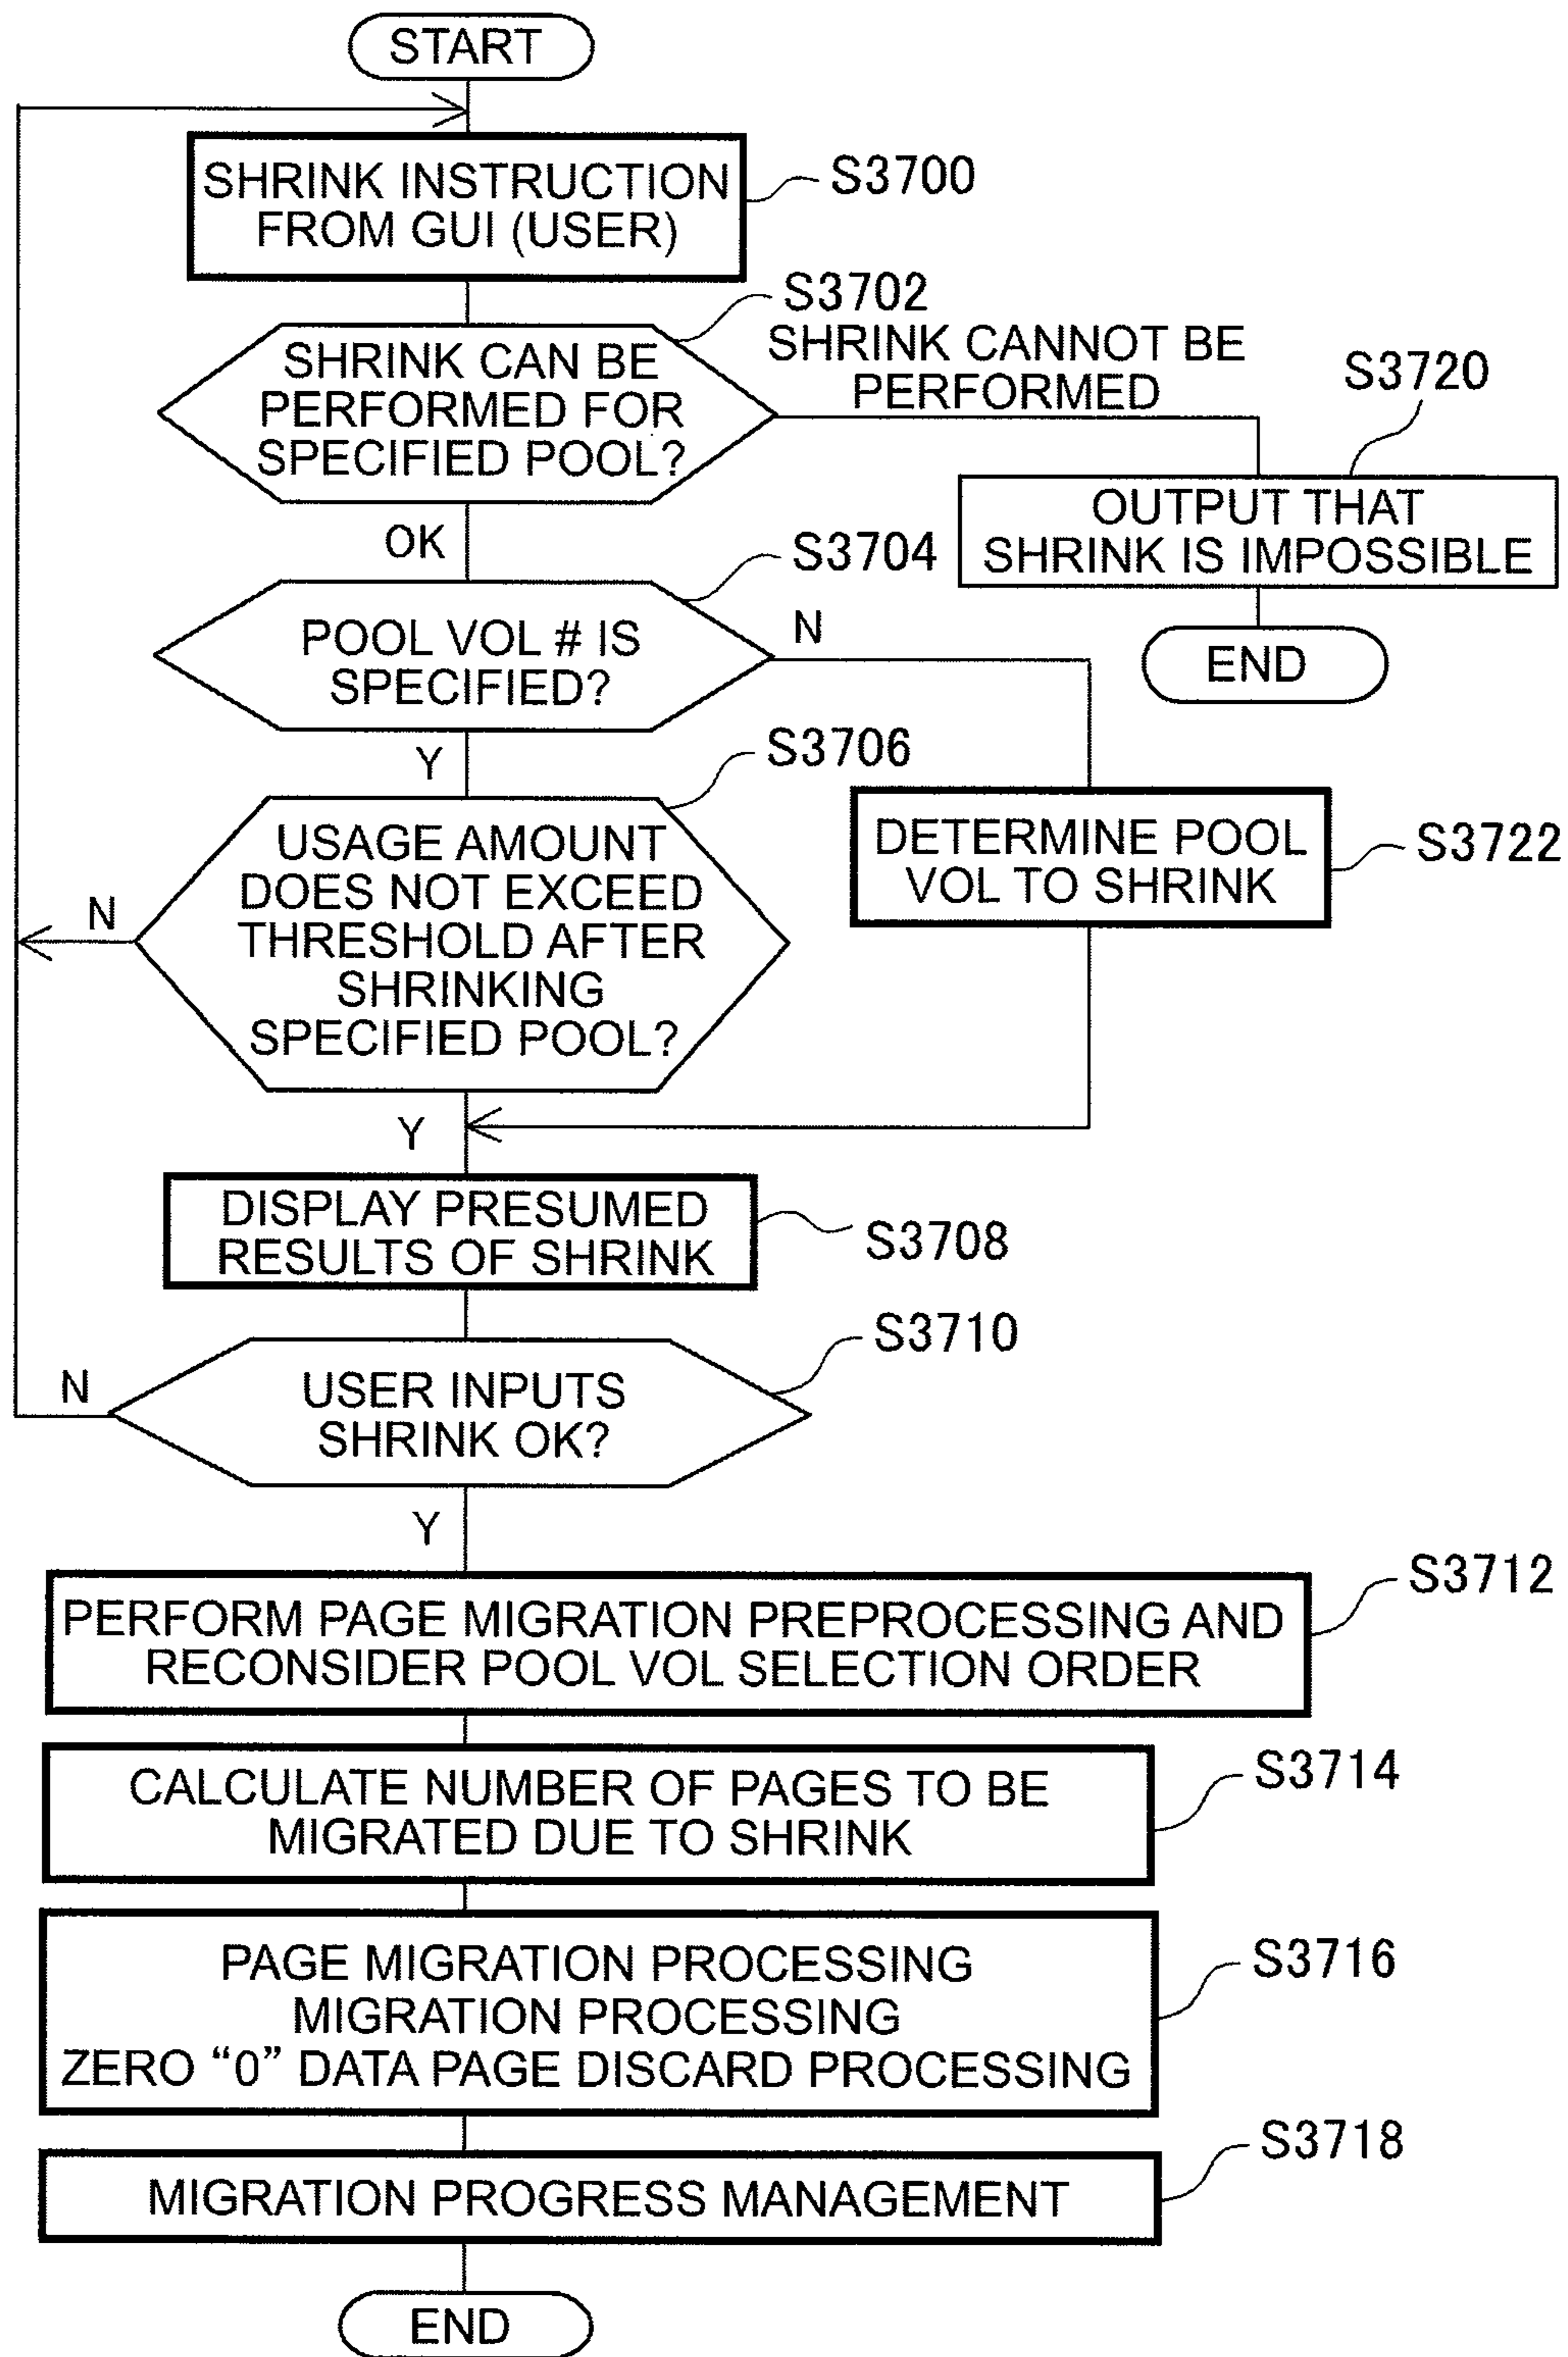 START
SHRINK INSTRUCTION
FROM GUI (USER)
S3700
S3702
SHRINK CAN BE
PERFORMED FOR
SPECIFIED POOL?
SHRINK CANNOT BE
PERFORMED
S3720
OUTPUT THAT
SHRINK IS IMPOSSIBLE
END
OK
S3704
POOL VOL # IS
SPECIFIED?
N
Y
S3706
USAGE AMOUNT
DOES NOT EXCEED
THRESHOLD AFTER
SHRINKING
SPECIFIED POOL?
N
DETERMINE POOL
VOL TO SHRINK
S3722
Y
DISPLAY PRESUMED
RESULTS OF SHRINK
S3708
S3710
USER INPUTS
SHRINK OK?
N
Y
S3712
PERFORM PAGE MIGRATION PREPROCESSING AND
RECONSIDER POOL VOL SELECTION ORDER
S3714
CALCULATE NUMBER OF PAGES TO BE
MIGRATED DUE TO SHRINK
S3716
PAGE MIGRATION PROCESSING
MIGRATION PROCESSING
ZERO “0” DATA PAGE DISCARD PROCESSING
S3718
MIGRATION PROGRESS MANAGEMENT
END